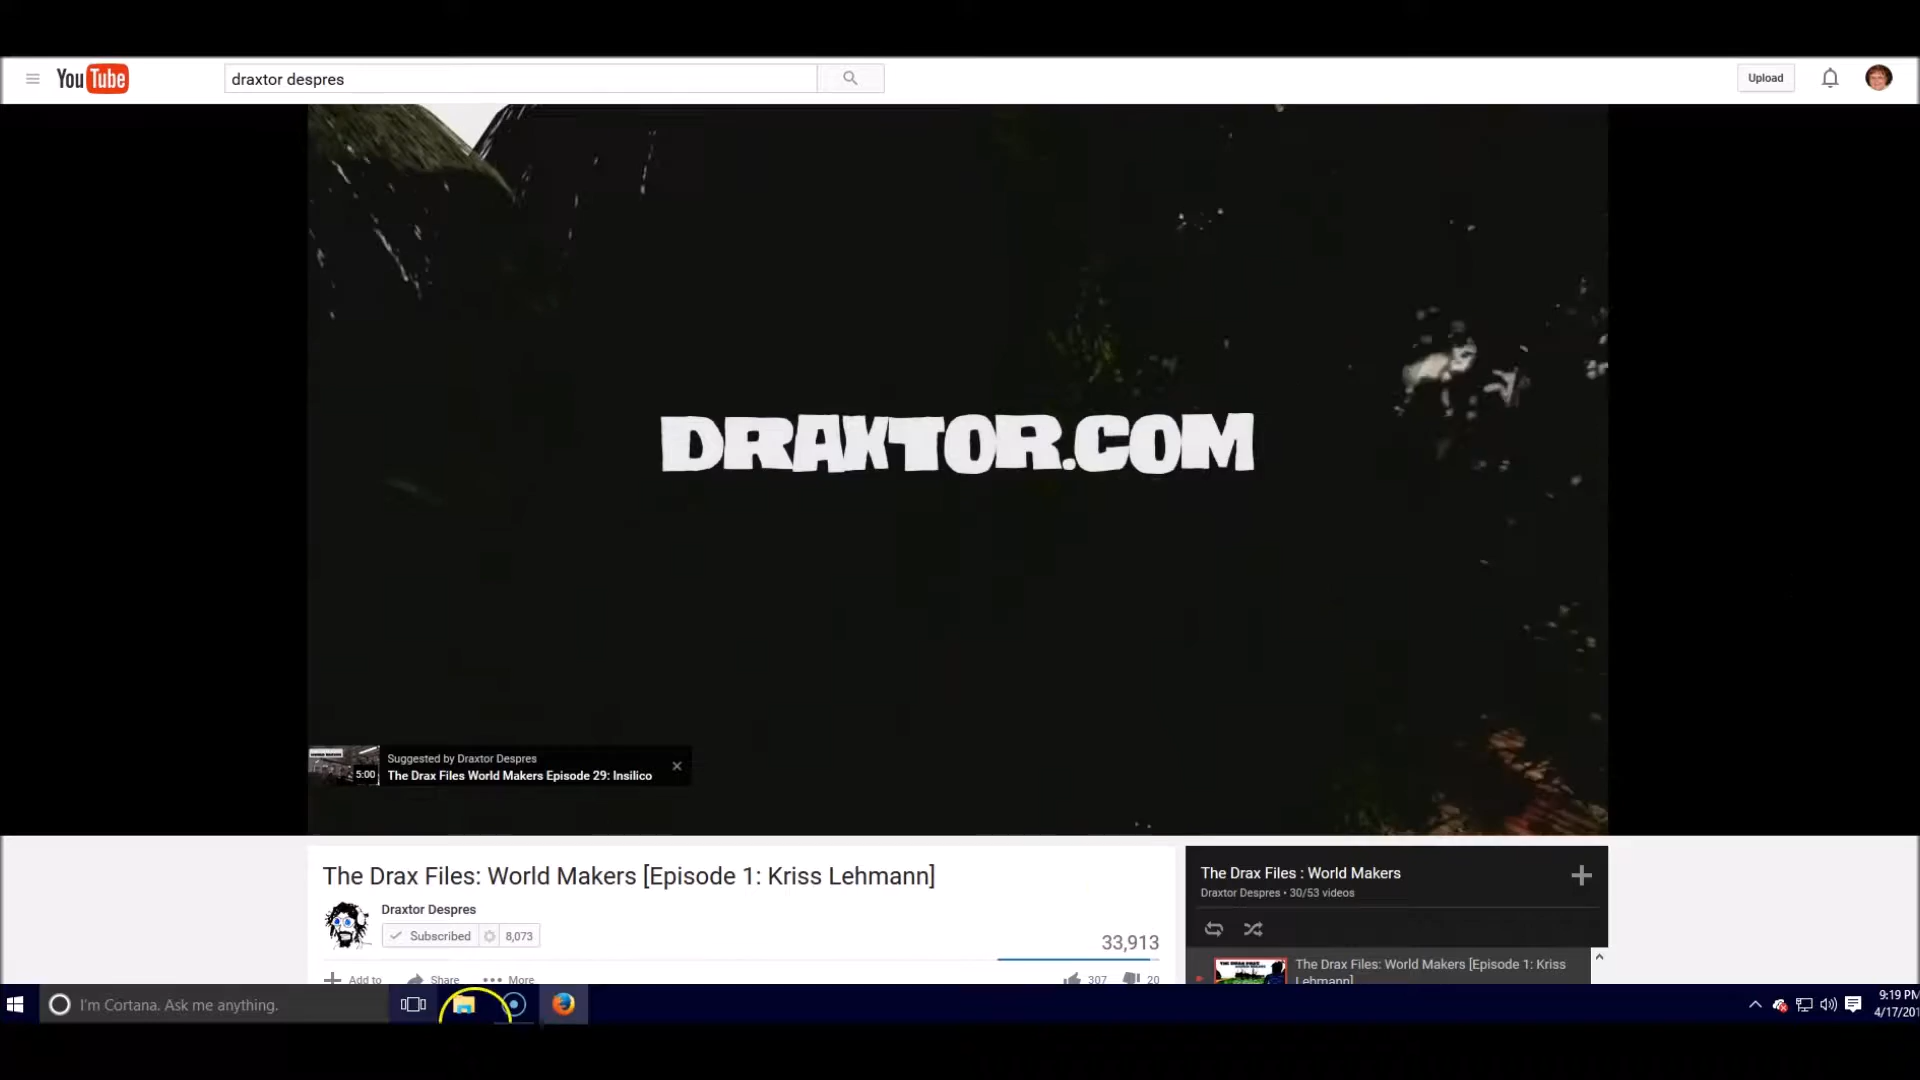 YouTube
draxtor despres
Upload
DRAXTOR.COM
Suggested by Draxtor Despres
5:00
The Drax Files World Makers Episode 29: Insilico
The Drax Files: World Makers [Episode 1: Kriss Lehmann]
Draxtor Despres
Subscribed 8,073
33,913
Add to Share More
307 20
The Drax Files : World Makers
Draxtor Despres • 30/53 videos
The Drax Files: World Makers [Episode 1: Kriss
Lehmann]
I'm Cortana. Ask me anything.
9:19 PM
4/17/201